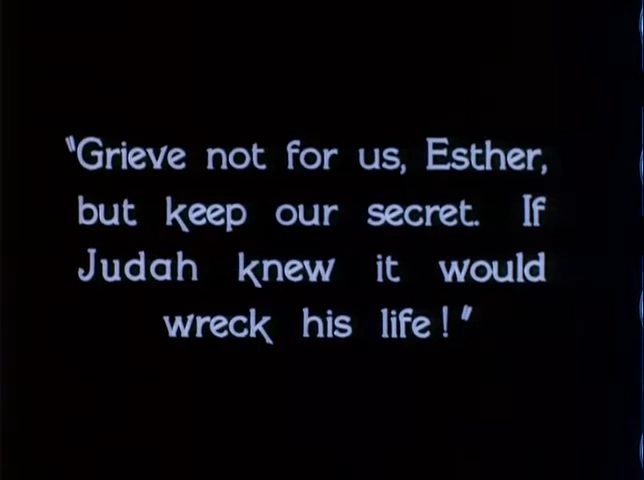 "Grieve not for us, Esther,
but keep our secret. If
Judah knew it would
wreck his life!"